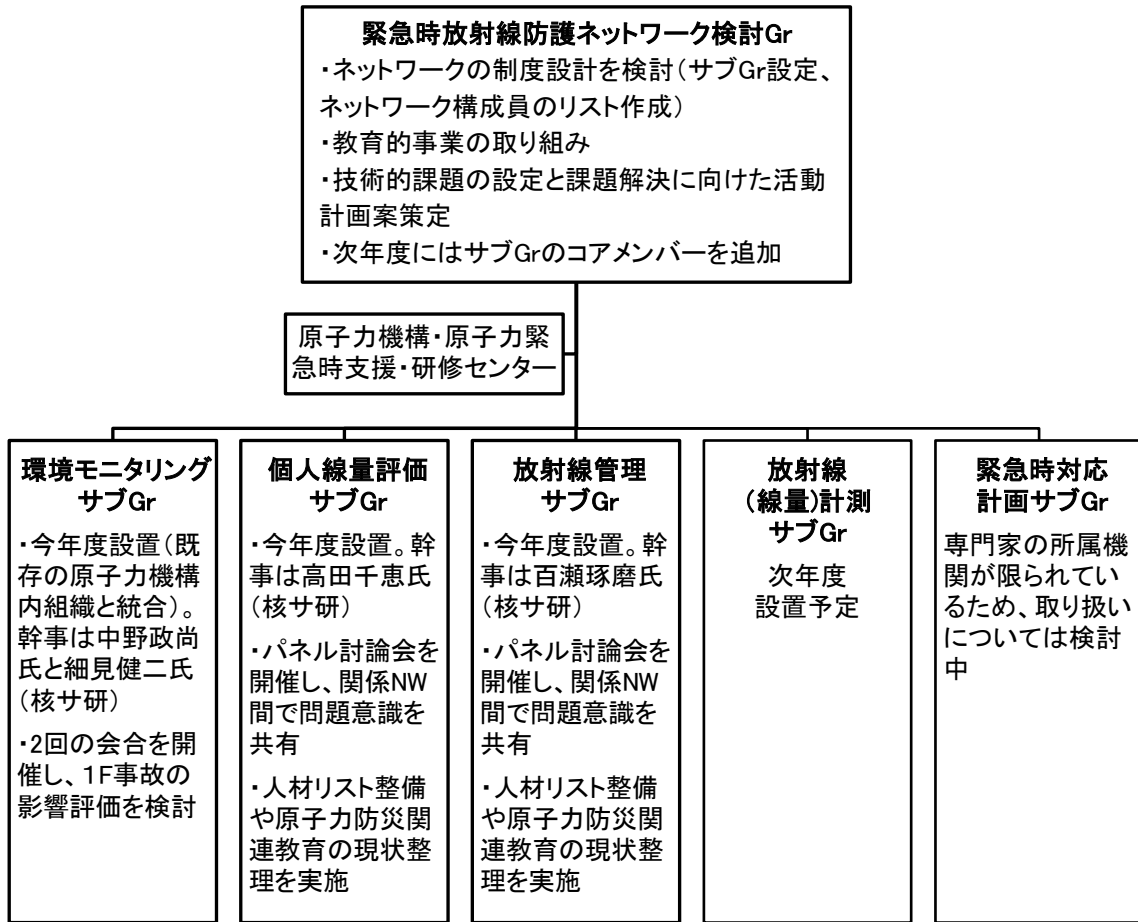 緊急時放射線防護ネットワーク検討Gr
・ネットワークの制度設計を検討(サブGr設定、
ネットワーク構成員のリスト作成)
・教育的事業の取り組み
・技術的課題の設定と課題解決に向けた活動
計画案策定
・次年度にはサブGrのコアメンバーを追加
原子力機構・原子力緊
急時支援・研修センター
環境モニタリング
サブGr
・今年度設置(既
存の原子力機構
内組織と統合)。
幹事は中野政尚
氏と細見健二氏
(核サ研)
・2回の会合を開
催し、1F事故の
影響評価を検討
個人線量評価
サブGr
・今年度設置。幹
事は高田千恵氏
(核サ研)
・パネル討論会を
開催し、関係NW
間で問題意識を
共有
・人材リスト整備
や原子力防災関
連教育の現状整
理を実施
放射線管理
サブGr
・今年度設置。幹
事は百瀬琢磨氏
(核サ研)
・パネル討論会を
開催し、関係NW
間で問題意識を
共有
・人材リスト整備
や原子力防災関
連教育の現状整
理を実施
放射線
(線量)計測
サブGr
次年度
設置予定
緊急時対応
計画サブGr
専門家の所属機
関が限られてい
るため、取り扱い
については検討
中